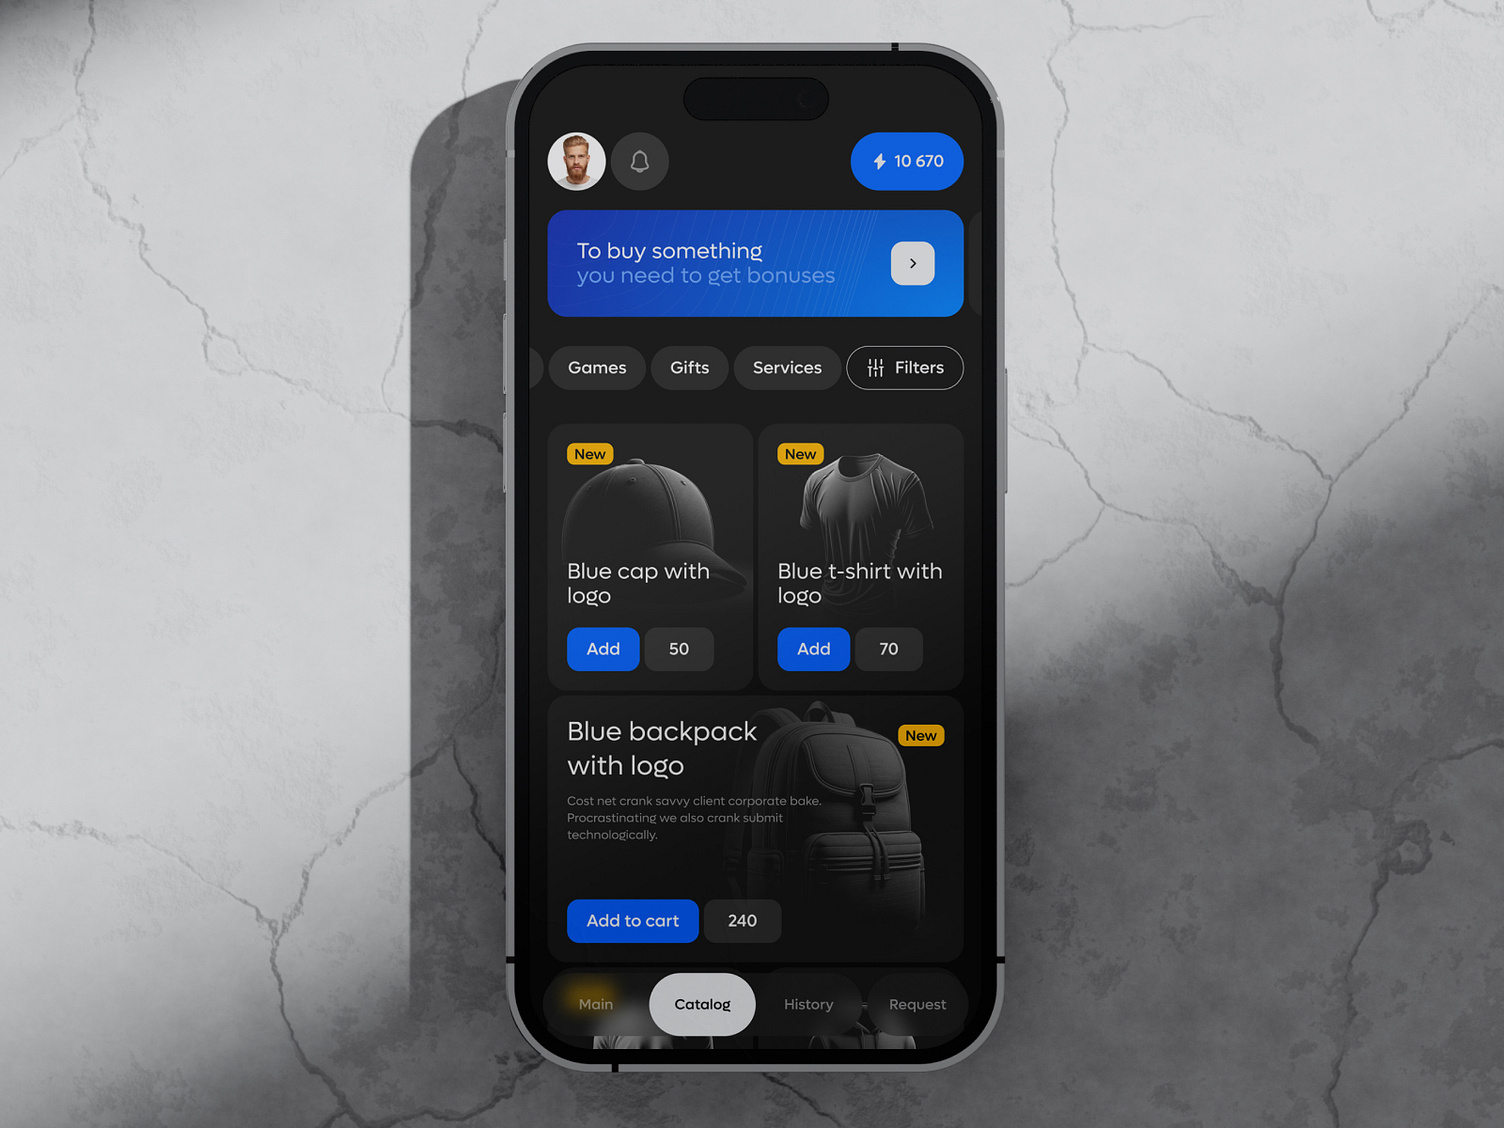 10 670
To buy something
you need to get bonuses
Games
Gifts
Services
Filters
New
New
Blue cap with
logo
Blue t-shirt with
logo
Add
50
Add
70
Blue backpack
with logo
New
Cost net crank savvy client corporate bake.
Procrastinating we also crank submit
technologically.
Add to cart
240
Main
Catalog
History
Request